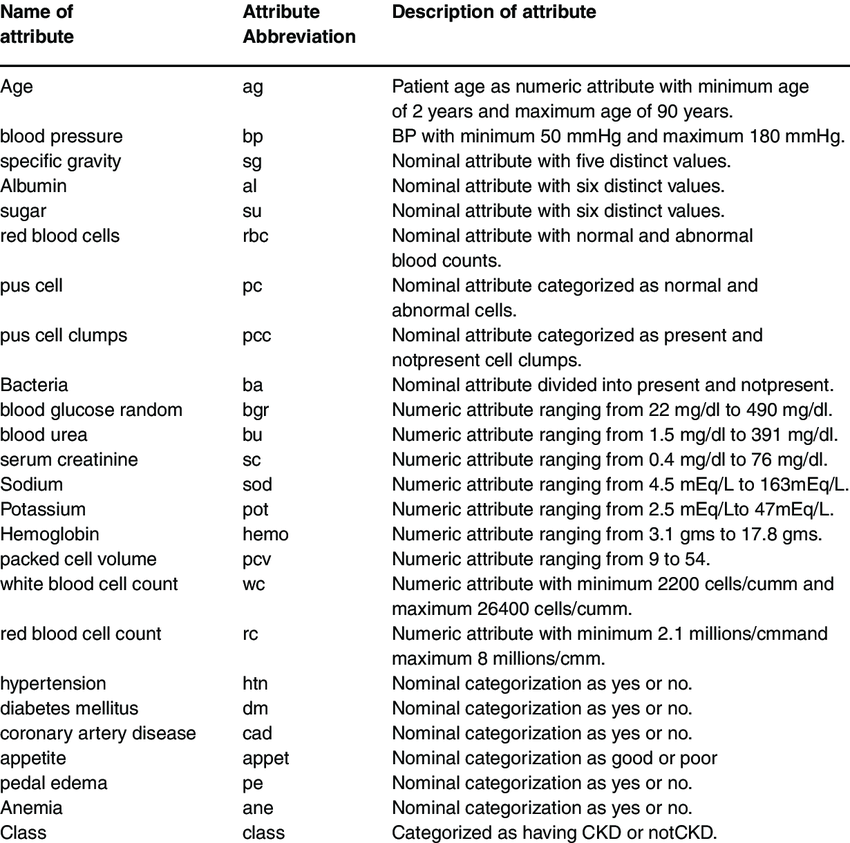 Name of attribute Attribute Abbreviation Description of attribute
Age ag Patient age as numeric attribute with minimum age
of 2 years and maximum age of 90 years.
blood pressure bp BP with minimum 50 mmHg and maximum 180 mmHg.
specific gravity sg Nominal attribute with five distinct values.
Albumin al Nominal attribute with six distinct values.
sugar su Nominal attribute with six distinct values.
red blood cells rbc Nominal attribute with normal and abnormal
blood counts.
pus cell pc Nominal attribute categorized as normal and
abnormal cells.
pus cell clumps pcc Nominal attribute categorized as present and
notpresent cell clumps.
Bacteria ba Nominal attribute divided into present and notpresent.
blood glucose random bgr Numeric attribute ranging from 22 mg/dl to 490 mg/dl.
blood urea bu Numeric attribute ranging from 1.5 mg/dl to 391 mg/dl.
serum creatinine sc Numeric attribute ranging from 0.4 mg/dl to 76 mg/dl.
Sodium sod Numeric attribute ranging from 4.5 mEq/L to 163mEq/L.
Potassium pot Numeric attribute ranging from 2.5 mEq/Lto 47mEq/L.
Hemoglobin hemo Numeric attribute ranging from 3.1 gms to 17.8 gms.
packed cell volume pcv Numeric attribute ranging from 9 to 54.
white blood cell count wc Numeric attribute with minimum 2200 cells/cumm and
maximum 26400 cells/cumm.
red blood cell count rc Numeric attribute with minimum 2.1 millions/cmmand
maximum 8 millions/cmm.
hypertension htn Nominal categorization as yes or no.
diabetes mellitus dm Nominal categorization as yes or no.
coronary artery disease cad Nominal categorization as yes or no.
appetite appet Nominal categorization as good or poor
pedal edema pe Nominal categorization as yes or no.
Anemia ane Nominal categorization as yes or no.
Class class Categorized as having CKD or notCKD.